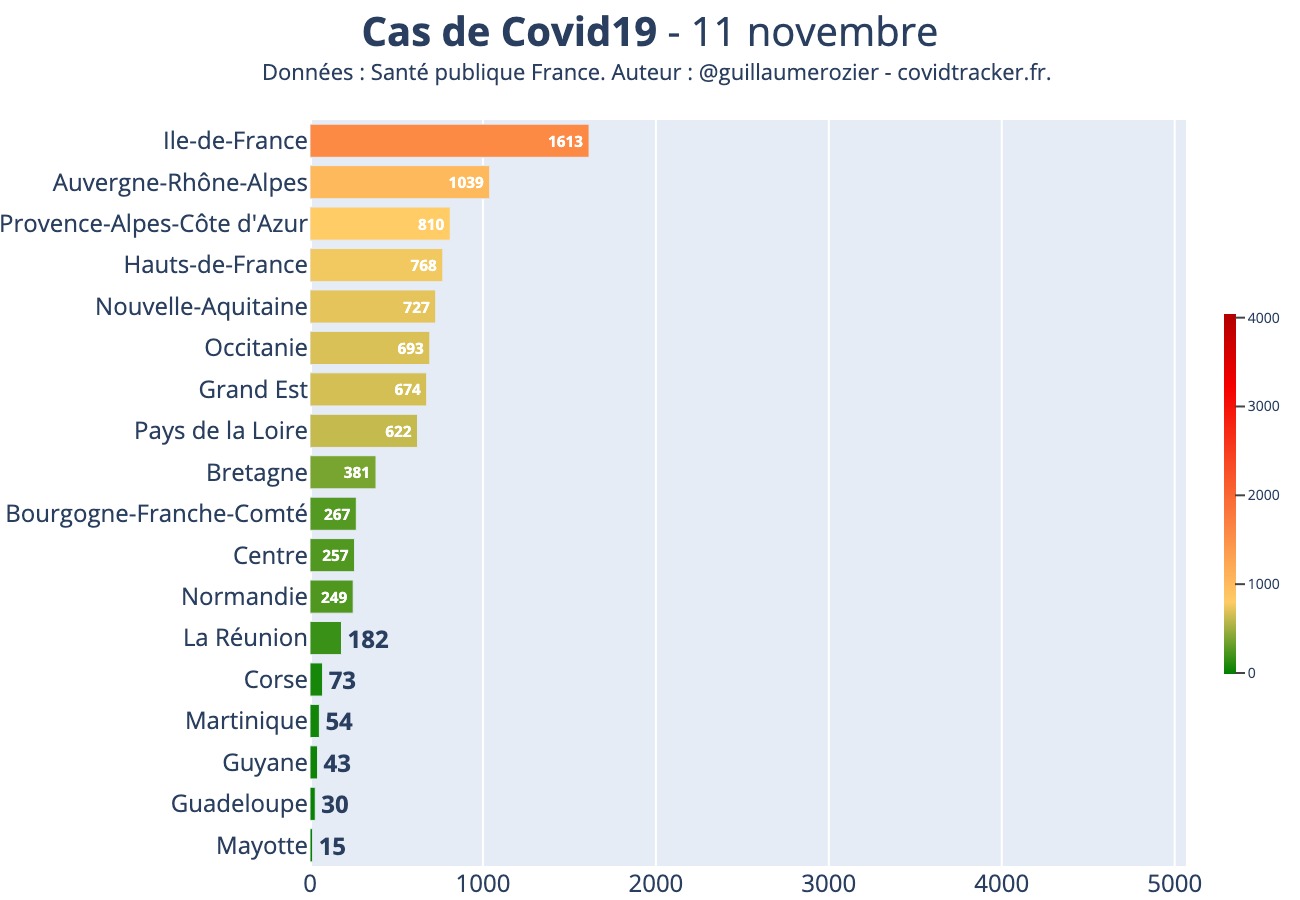 Cas de Covid19 - 11 novembre
Données : Santé publique France. Auteur : @guillaumerozier - covidtracker.fr.
Ile-de-France 1613
Auvergne-Rhône-Alpes 1039
Provence-Alpes-Côte d'Azur 810
Hauts-de-France 768
Nouvelle-Aquitaine 727
Occitanie 693
Grand Est 674
Pays de la Loire 622
Bretagne 381
Bourgogne-Franche-Comté 267
Centre 257
Normandie 249
La Réunion 182
Corse 73
Martinique 54
Guyane 43
Guadeloupe 30
Mayotte 15
0 1000 2000 3000 4000 5000
4000
3000
2000
1000
0